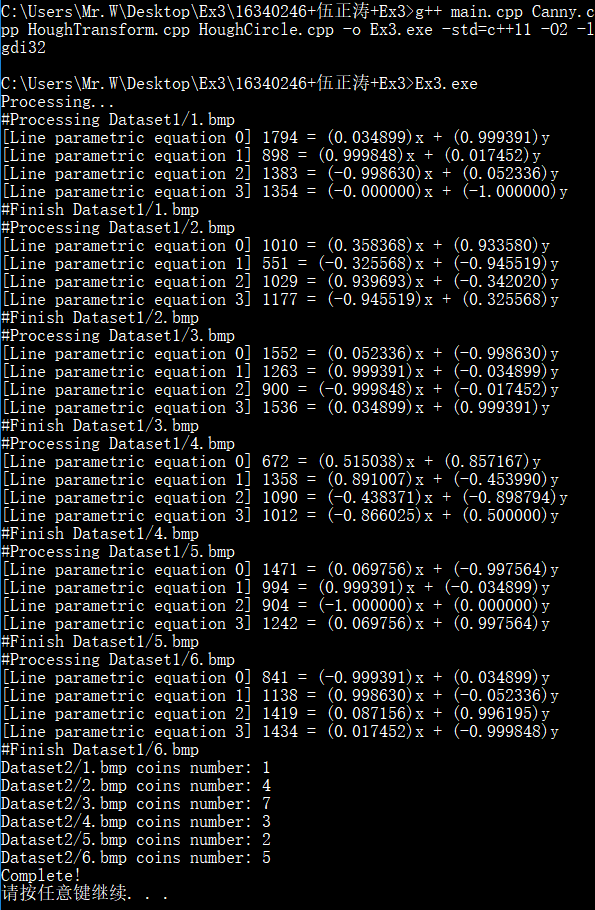 C:\Users\Mr.W\Desktop\Ex3\16340246+伍正涛+Ex3>g++ main.cpp Canny.c
pp HoughTransform.cpp HoughCircle.cpp -o Ex3.exe -std=c++11 -O2 -l
gdi32
C:\Users\Mr.W\Desktop\Ex3\16340246+伍正涛+Ex3>Ex3.exe
Processing...
#Processing Dataset1/1.bmp
[Line parametric equation 0] 1794 = (0.034899)x + (0.999391)y
[Line parametric equation 1] 898 = (0.999848)x + (0.017452)y
[Line parametric equation 2] 1383 = (-0.998630)x + (0.052336)y
[Line parametric equation 3] 1354 = (-0.000000)x + (-1.000000)y
#Finish Dataset1/1.bmp
#Processing Dataset1/2.bmp
[Line parametric equation 0] 1010 = (0.358368)x + (0.933580)y
[Line parametric equation 1] 551 = (-0.325568)x + (-0.945519)y
[Line parametric equation 2] 1029 = (0.939693)x + (-0.342020)y
[Line parametric equation 3] 1177 = (-0.945519)x + (0.325568)y
#Finish Dataset1/2.bmp
#Processing Dataset1/3.bmp
[Line parametric equation 0] 1552 = (0.052336)x + (-0.998630)y
[Line parametric equation 1] 1263 = (0.999391)x + (-0.034899)y
[Line parametric equation 2] 900 = (-0.999848)x + (-0.017452)y
[Line parametric equation 3] 1536 = (0.034899)x + (0.999391)y
#Finish Dataset1/3.bmp
#Processing Dataset1/4.bmp
[Line parametric equation 0] 672 = (0.515038)x + (0.857167)y
[Line parametric equation 1] 1358 = (0.891007)x + (-0.453990)y
[Line parametric equation 2] 1090 = (-0.438371)x + (-0.898794)y
[Line parametric equation 3] 1012 = (-0.866025)x + (0.500000)y
#Finish Dataset1/4.bmp
#Processing Dataset1/5.bmp
[Line parametric equation 0] 1471 = (0.069756)x + (-0.997564)y
[Line parametric equation 1] 994 = (0.999391)x + (-0.034899)y
[Line parametric equation 2] 904 = (-1.000000)x + (0.000000)y
[Line parametric equation 3] 1242 = (0.069756)x + (0.997564)y
#Finish Dataset1/5.bmp
#Processing Dataset1/6.bmp
[Line parametric equation 0] 841 = (-0.999391)x + (0.034899)y
[Line parametric equation 1] 1138 = (0.998630)x + (-0.052336)y
[Line parametric equation 2] 1419 = (0.087156)x + (0.996195)y
[Line parametric equation 3] 1434 = (0.017452)x + (-0.999848)y
#Finish Dataset1/6.bmp
Dataset2/1.bmp coins number: 1
Dataset2/2.bmp coins number: 4
Dataset2/3.bmp coins number: 7
Dataset2/4.bmp coins number: 3
Dataset2/5.bmp coins number: 2
Dataset2/6.bmp coins number: 5
Complete!
请按任意键继续. . .